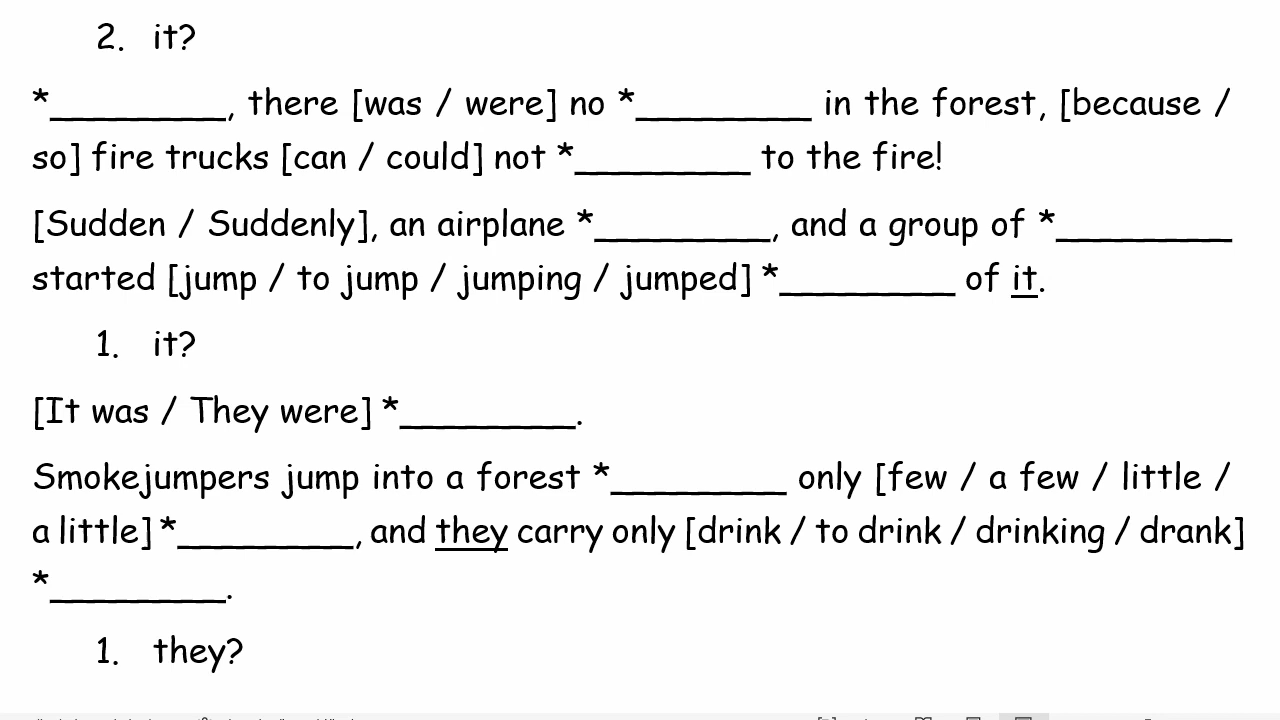 2. it?
*________, there [was / were] no *________ in the forest, [because /
so] fire trucks [can / could] not *________ to the fire!
[Sudden / Suddenly], an airplane *________, and a group of *________
started [jump / to jump / jumping / jumped] *________ of it.
1. it?
[It was / They were] *________.
Smokejumpers jump into a forest *________ only [few / a few / little /
a little] *________, and they carry only [drink / to drink / drinking / drank]
*________.
1. they?